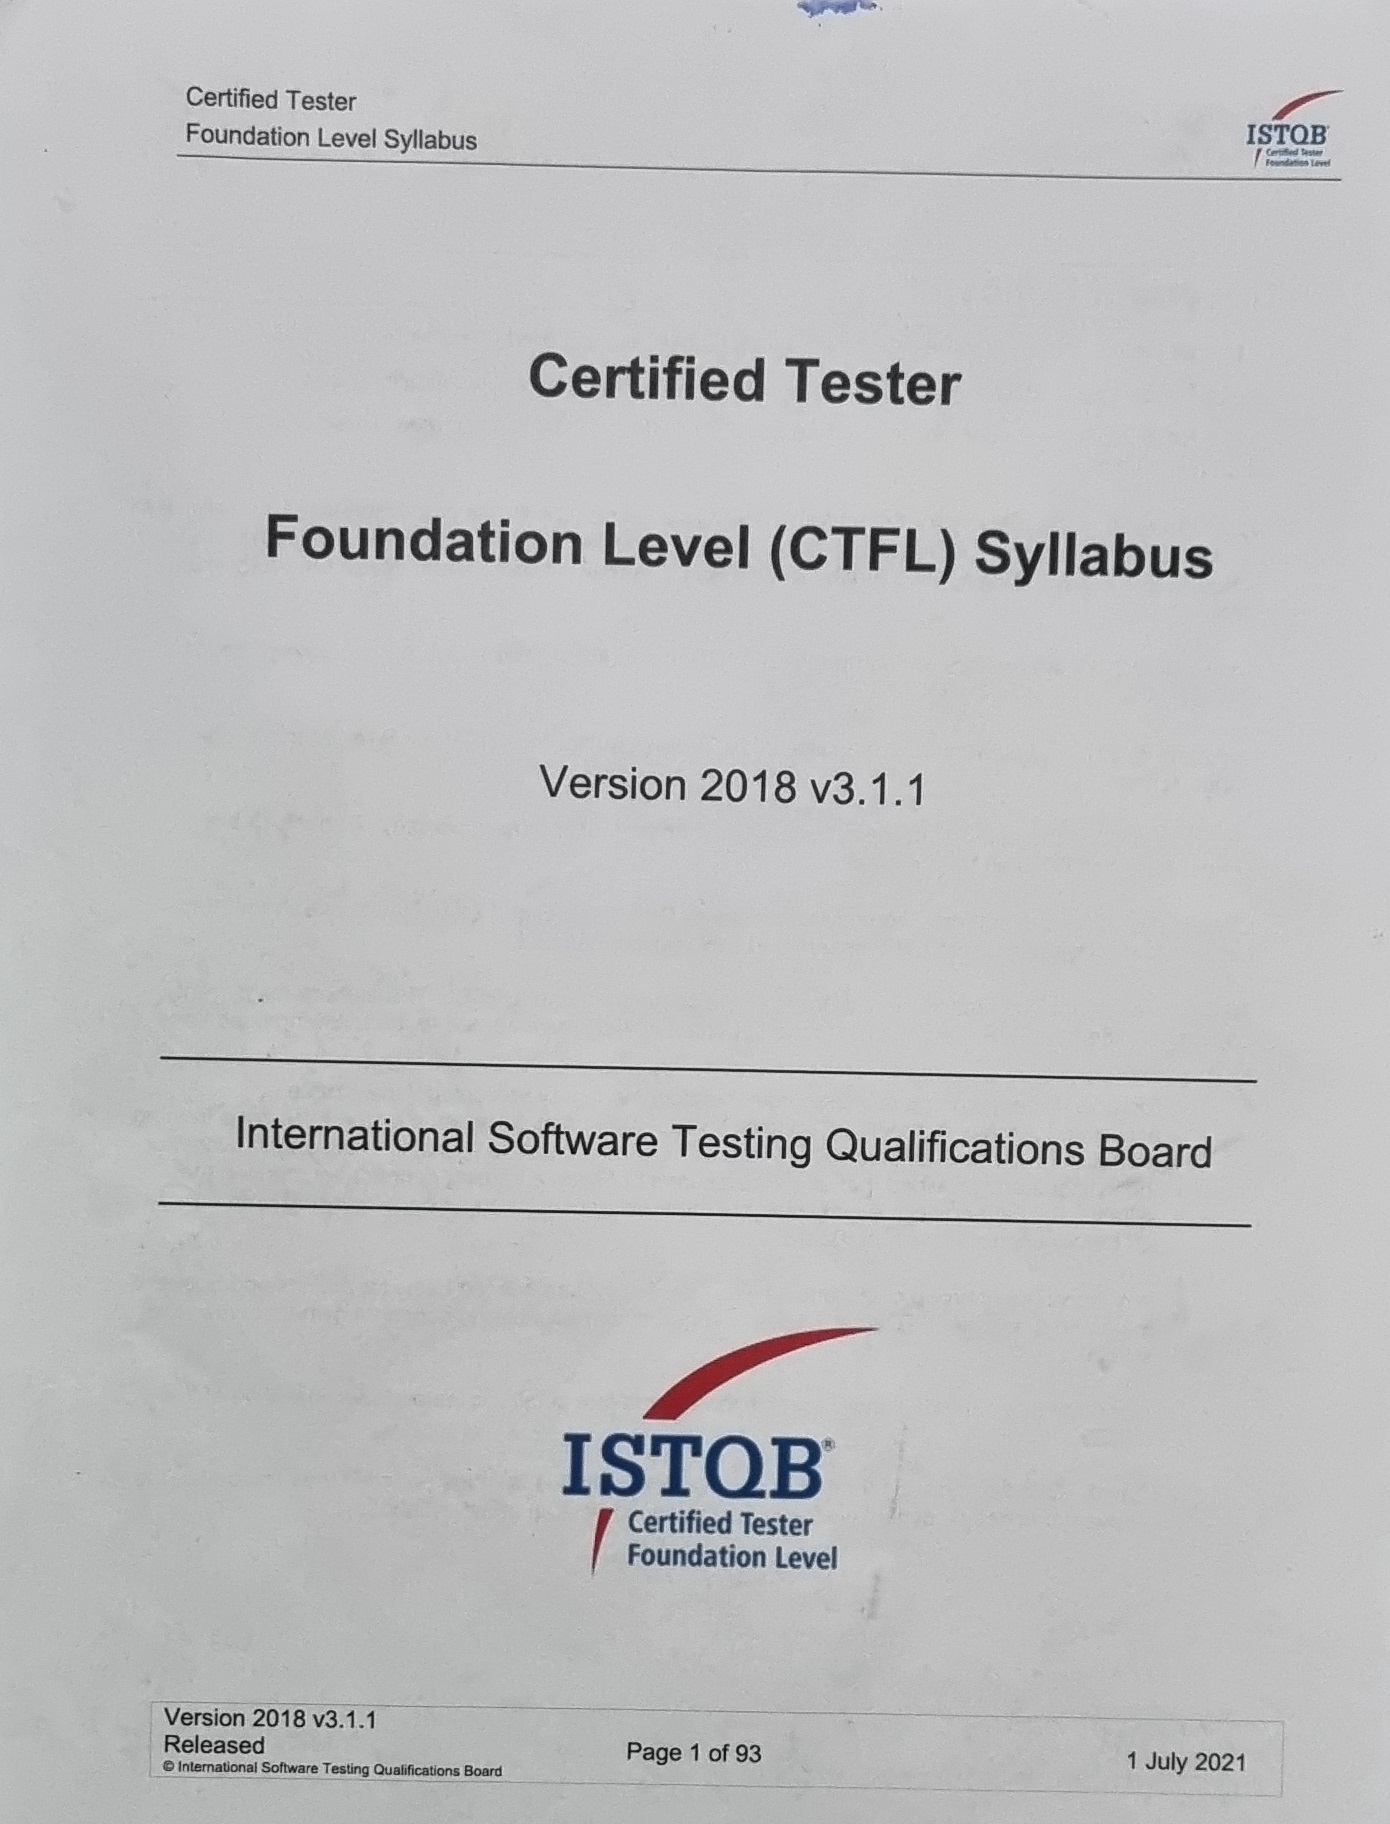 Certified Tester
Foundation Level Syllabus
ISTQB
Certified Tester
Foundation Level
Certified Tester
Foundation Level (CTFL) Syllabus
Version 2018 v3.1.1
International Software Testing Qualifications Board
ISTQB®
Certified Tester
Foundation Level
Version 2018 v3.1.1
Released
© International Software Testing Qualifications Board
Page 1 of 93
1 July 2021